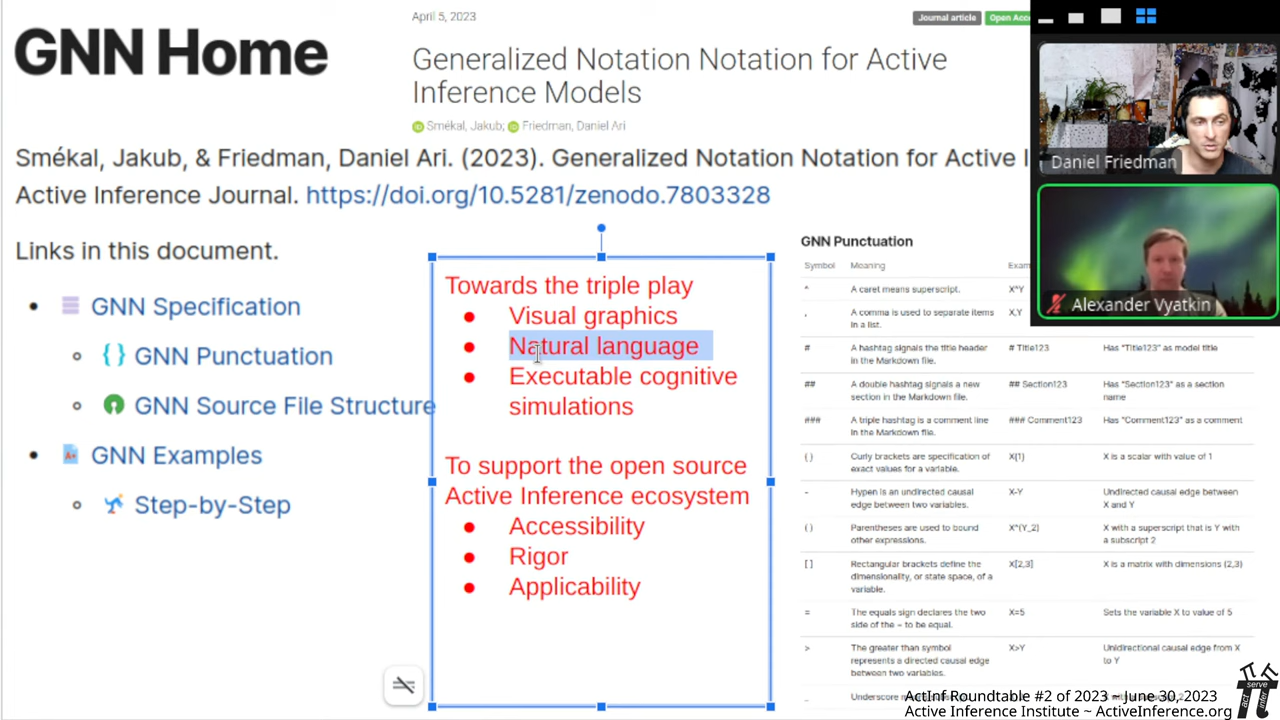 GNN Home
April 5, 2023
Journal article
Open Acce
Generalized Notation Notation for Active
Inference Models
Smékal, Jakub; Friedman, Daniel Ari
Smékal, Jakub, & Friedman, Daniel Ari. (2023). Generalized Notation Notation for Active I
Active Inference Journal. https://doi.org/10.5281/zenodo.7803328
Links in this document.
GNN Specification
{} GNN Punctuation
GNN Source File Structure
GNN Examples
Step-by-Step
Towards the triple play
● Visual graphics
● Natural language
● Executable cognitive
simulations
To support the open source
Active Inference ecosystem
● Accessibility
● Rigor
● Applicability
GNN Punctuation
Symbol Meaning Exam
^ A caret means superscript. X^Y
, A comma is used to separate items X,Y
in a list.
# A hashtag signals the title header # Title123 Has "Title123" as model title
in the Markdown file.
## A double hashtag signals a new ## Section123 Has "Section123" as a section
section in the Markdown file. name
### A triple hashtag is a comment line ### Comment123 Has "Comment123" as a comment
in the Markdown file.
{} Curly brackets are specification of X{1} X is a scalar with value of 1
exact values for a variable.
- Hypen is an undirected causal X-Y Undirected causal edge between
edge between two variables. X and Y
() Parentheses are used to bound X^(Y_2) X with a superscript that is Y with
other expressions. a subscript 2
[] Rectangular brackets define the X[2,3] X is a matrix with dimensions (2,3)
dimensionality, or state space, of a
variable.
= The equals sign declares the two X=5 Sets the variable X to value of 5
side of the = to be equal.
> The greater than symbol X>Y Unidirectional causal edge from X
represents a directed causal edge to Y
between two variables.
_ Underscore
Daniel Friedman
Alexander Vyatkin
ActInf Roundtable #2 of 2023 ~ June 30, 2023
Active Inference Institute ~ ActiveInference.org
serve
act
infer